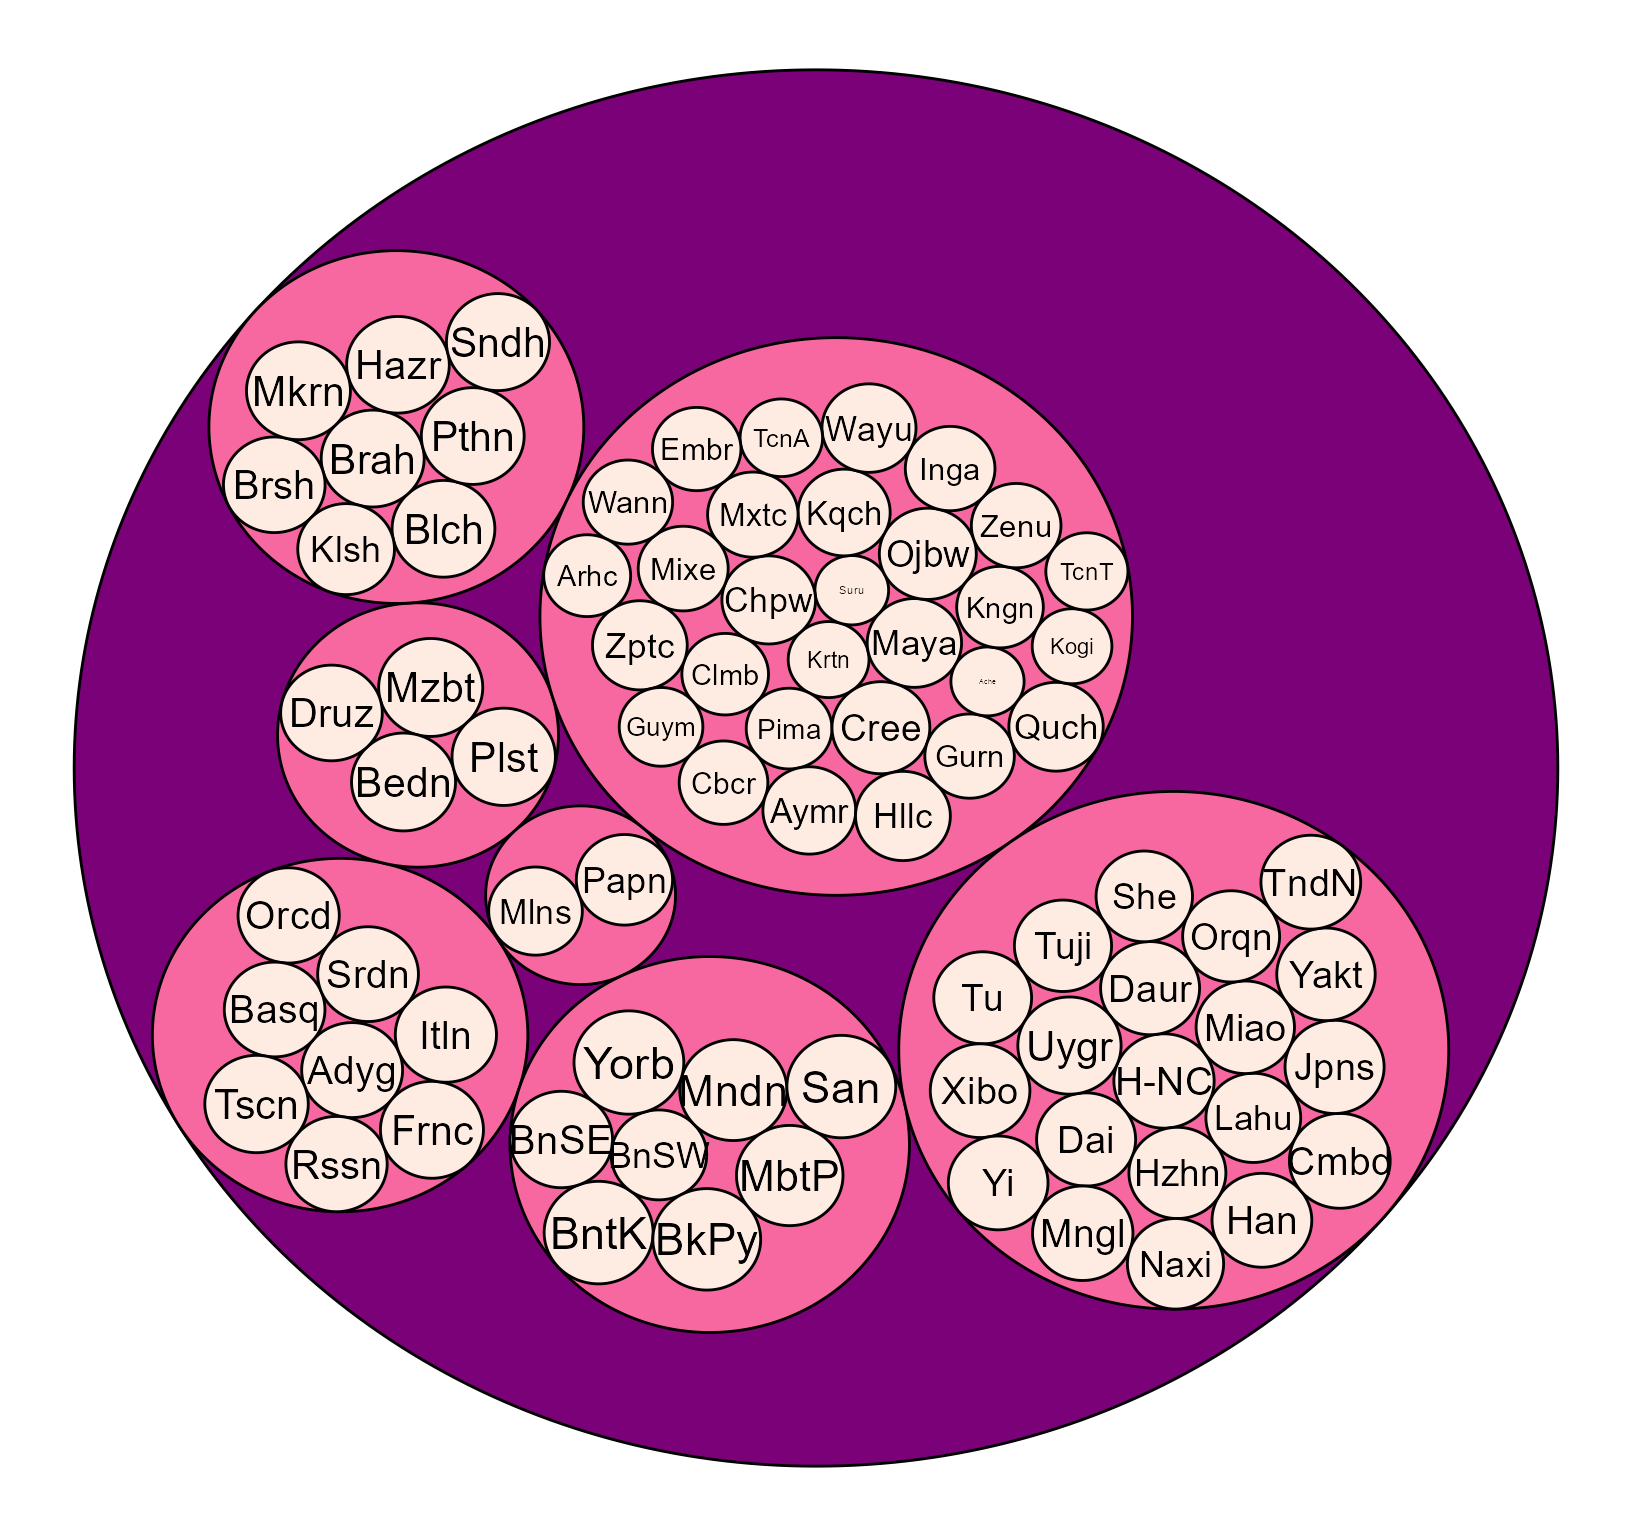 Sndh
Hazr
Mkrn
Pthn
Brah
Brsh
Blch
Klsh
Wayu
TcnA
Embr
Inga
Wann
Mxtc
Kqch
Zenu
Ojbw
TcnT
Arhc
Mixe
Suru
Chpw
Kngn
Zptc
Maya
Kogi
Krtn
Clmb
Ache
Guym
Pima
Cree
Quch
Gurn
Cbcr
Aymr
Hllc
Mzbt
Druz
Plst
Bedn
Papn
Mlns
Orcd
Srdn
Basq
Itln
Adyg
Tscn
Frnc
Rssn
Yorb
Mndn
San
BnSE
BnSW
MbtP
BntK
BkPy
TndN
She
Orqn
Tuji
Yakt
Daur
Tu
Miao
Uygr
Jpns
H-NC
Xibo
Lahu
Dai
Cmbd
Hzhn
Yi
Han
Mngl
Naxi